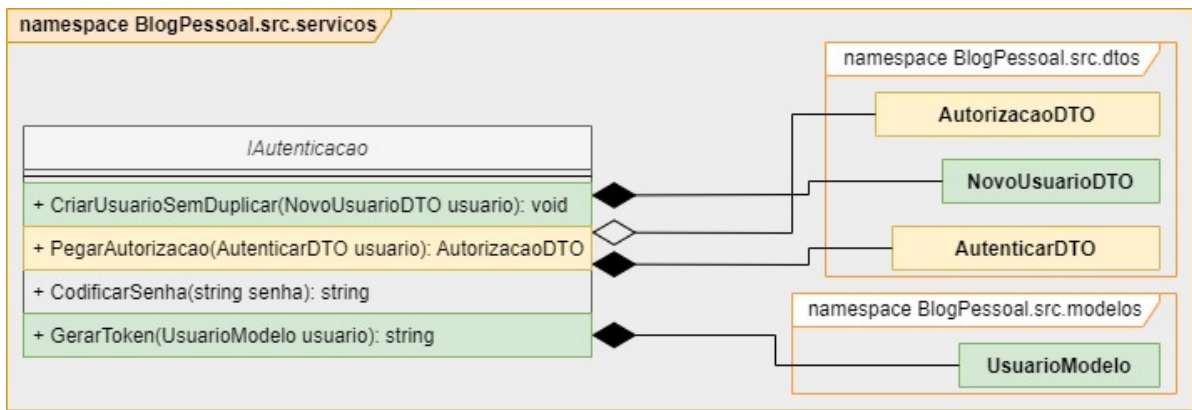 namespace BlogPessoal.src.servicos
namespace BlogPessoal.src.dtos
AutorizacaoDTO
IAutenticacao
NovoUsuarioDTO
+ CriarUsuarioSemDuplicar(NovoUsuarioDTO usuario): void
+ PegarAutorizacao(AutenticarDTO usuario): AutorizacaoDTO
AutenticarDTO
+ CodificarSenha(string senha): string
namespace BlogPessoal.src.modelos
+ GerarToken(UsuarioModelo usuario): string
UsuarioModelo